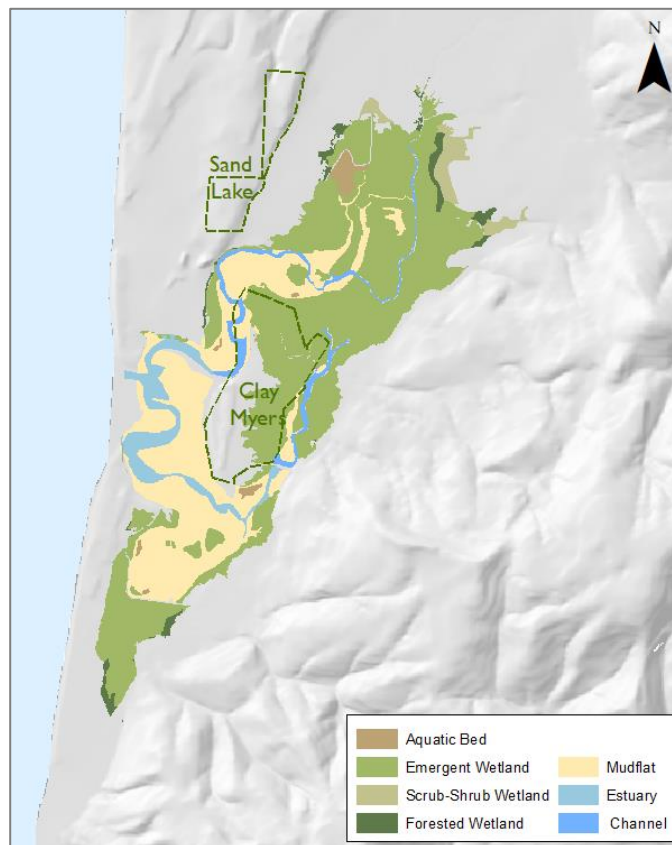 N
Sand
Lake
Clay
Myers
Aquatic Bed
Emergent Wetland
Scrub-Shrub Wetland
Forested Wetland
Mudflat
Estuary
Channel